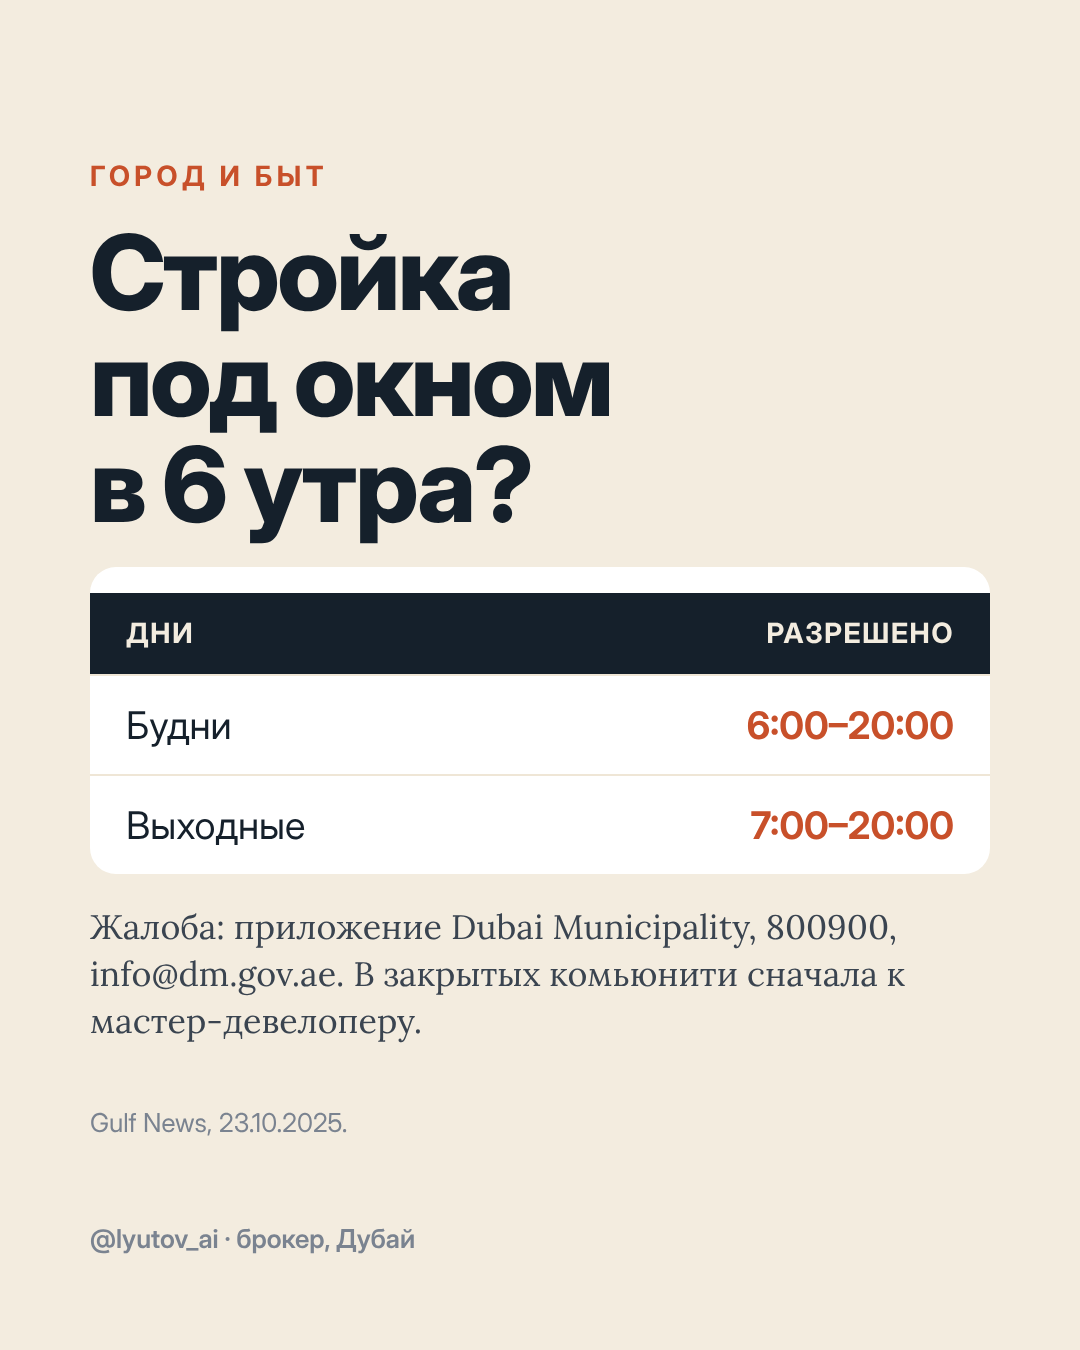 ГОРОД И БЫТ
Стройка
под окном
в 6 утра?
ДНИ РАЗРЕШЕНО
Будни 6:00–20:00
Выходные 7:00–20:00
Жалоба: приложение Dubai Municipality, 800900,
info@dm.gov.ae. В закрытых комьюнити сначала к
мастер-девелоперу.
Gulf News, 23.10.2025.
@lyutov_ai · брокер, Дубай